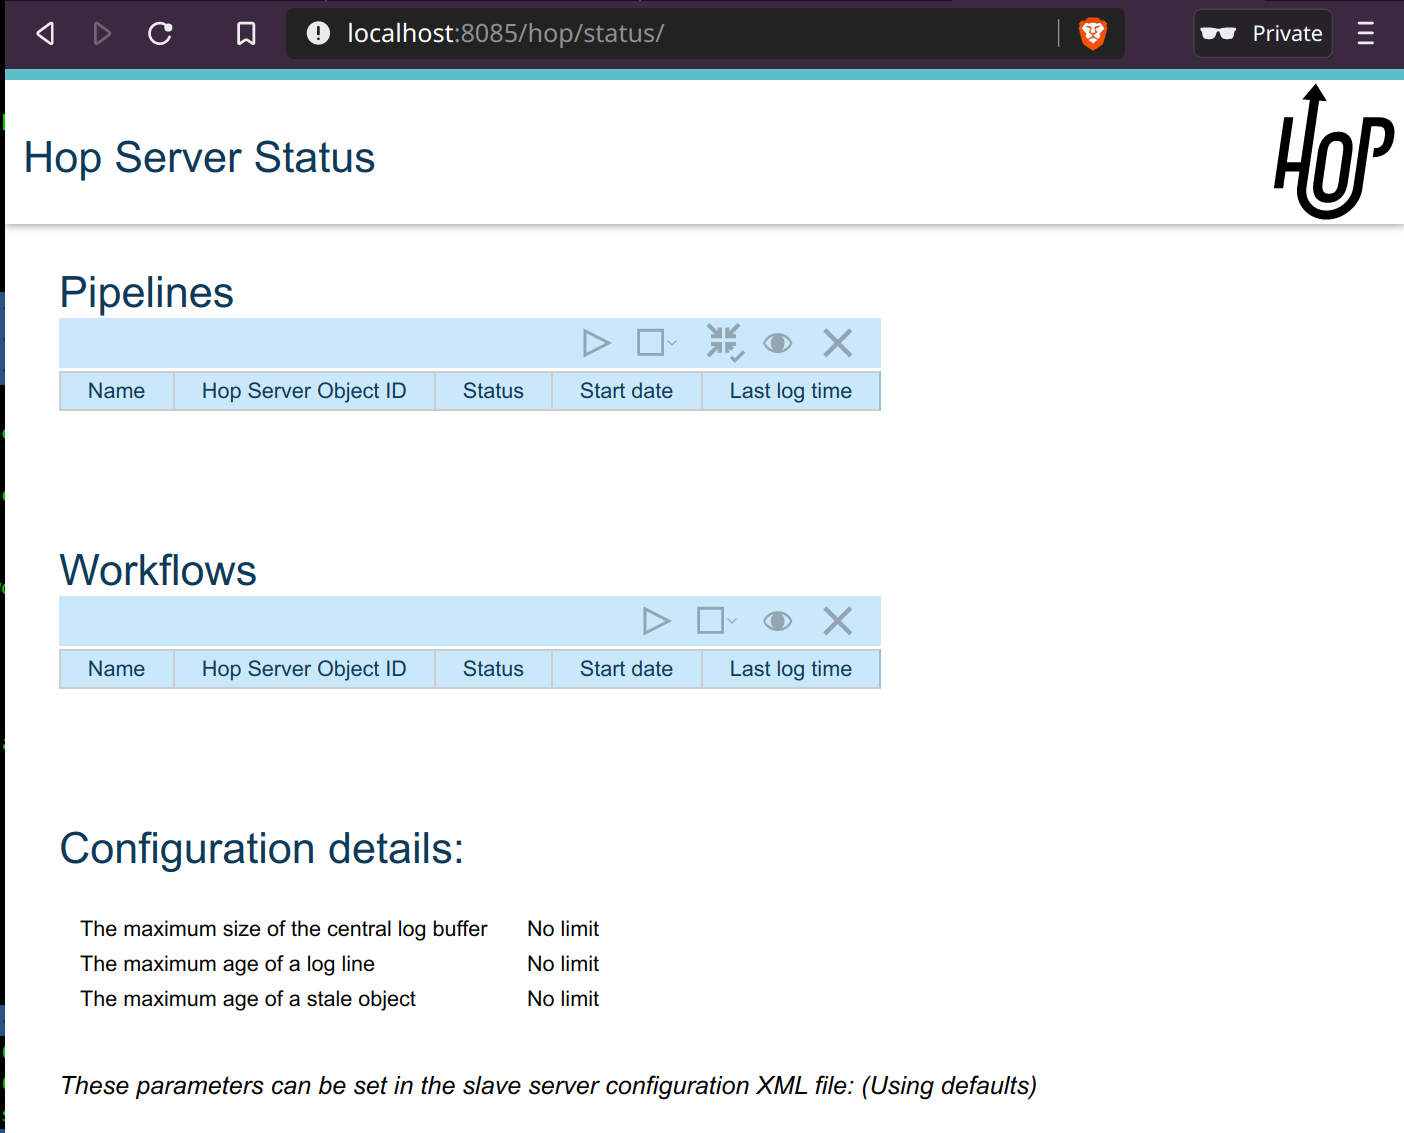 localhost:8085/hop/status/
Private
Hop Server Status
HOP
Pipelines
Name Hop Server Object ID Status Start date Last log time
Workflows
Name Hop Server Object ID Status Start date Last log time
Configuration details:
The maximum size of the central log buffer No limit
The maximum age of a log line No limit
The maximum age of a stale object No limit
These parameters can be set in the slave server configuration XML file: (Using defaults)